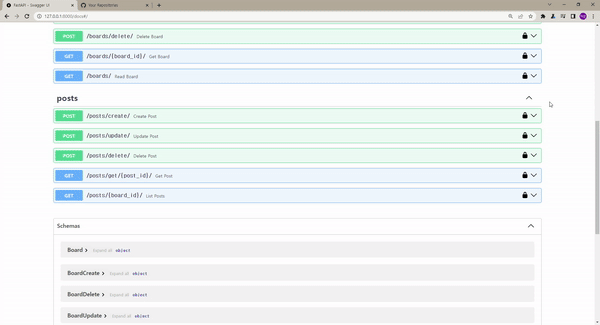 FastAPI - Swagger UI
Your Repositories
127.0.0.1:8000/docs#/
POST /boards/delete/ Delete Board
GET /boards/{board_id}/ Get Board
GET /boards/ Read Board
posts
POST /posts/create/ Create Post
POST /posts/update/ Update Post
POST /posts/delete/ Delete Post
GET /posts/get/{post_id}/ Get Post
GET /posts/{board_id}/ List Posts
Schemas
Board Expand all object
BoardCreate Expand all object
BoardDelete Expand all object
BoardUpdate Expand all object